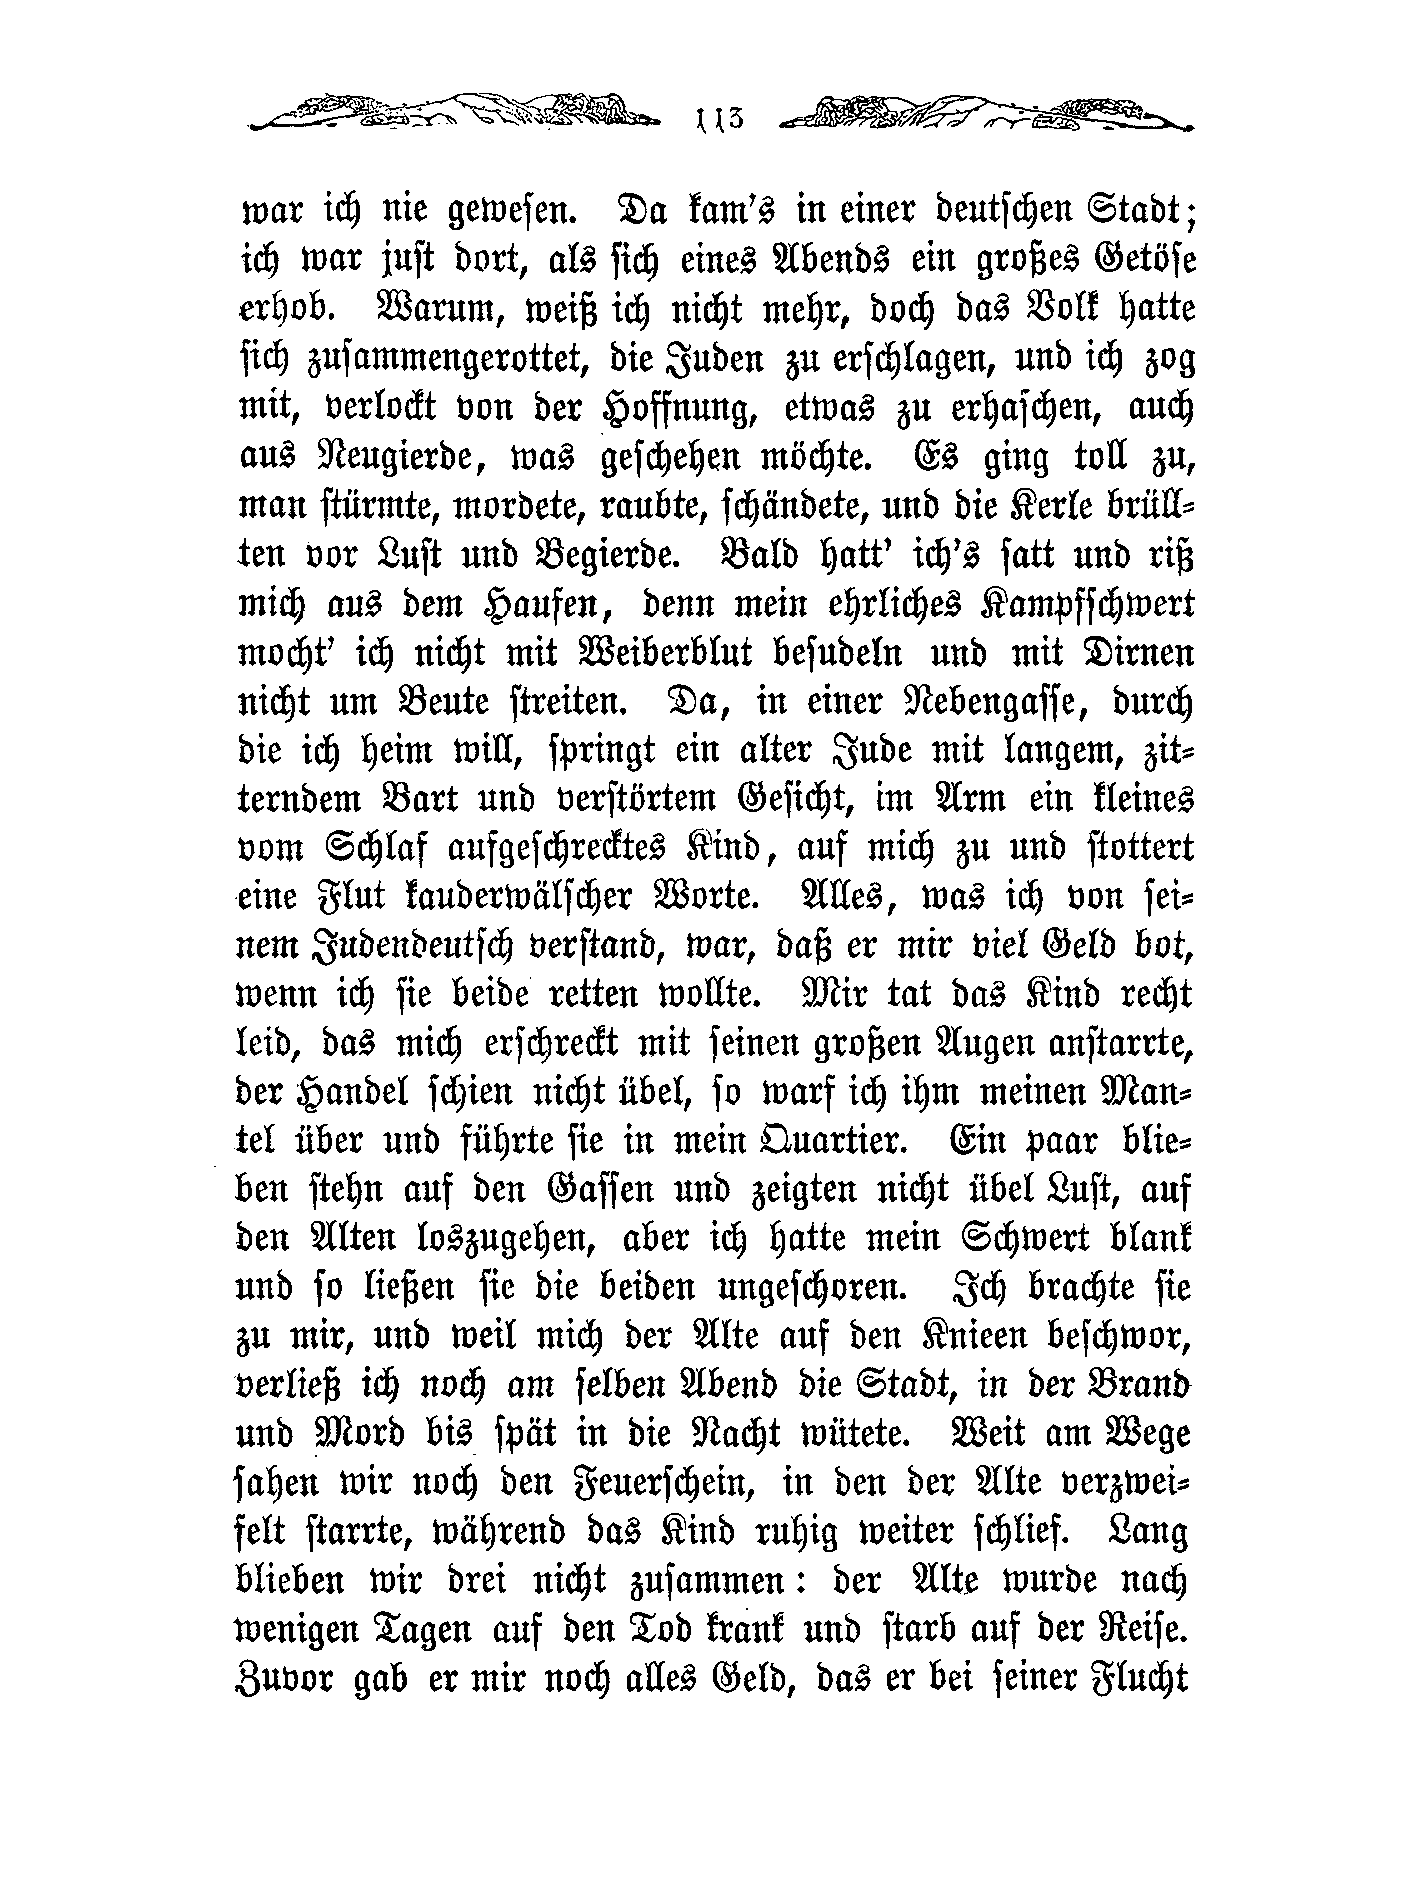 113
war ich nie gewesen. Da kam's in einer deutschen Stadt;
ich war just dort, als sich eines Abends ein großes Getöse
erhob. Warum, weiß ich nicht mehr, doch das Volk hatte
sich zusammengerottet, die Juden zu erschlagen, und ich zog
mit, verlockt von der Hoffnung, etwas zu erhaschen, auch
aus Neugierde, was geschehen möchte. Es ging toll zu,
man stürmte, mordete, raubte, schändete, und die Kerle brüll-
ten vor Lust und Begierde. Bald hatt' ich's satt und riß
mich aus dem Haufen, denn mein ehrliches Kampfschwert
mocht' ich nicht mit Weiberblut besudeln und mit Dirnen
nicht um Beute streiten. Da, in einer Nebengasse, durch
die ich heim will, springt ein alter Jude mit langem, zit-
terndem Bart und verstörtem Gesicht, im Arm ein kleines
vom Schlaf aufgeschrecktes Kind, auf mich zu und stottert
eine Flut kauderwälscher Worte. Alles, was ich von sei-
nem Judendeutsch verstand, war, daß er mir viel Geld bot,
wenn ich sie beide retten wollte. Mir tat das Kind recht
leid, das mich erschreckt mit seinen großen Augen anstarrte,
der Handel schien nicht übel, so warf ich ihm meinen Man-
tel über und führte sie in mein Quartier. Ein paar blie-
ben stehn auf den Gassen und zeigten nicht übel Lust, auf
den Alten loszugehen, aber ich hatte mein Schwert blank
und so ließen sie die beiden ungeschoren. Ich brachte sie
zu mir, und weil mich der Alte auf den Knieen beschwor,
verließ ich noch am selben Abend die Stadt, in der Brand
und Mord bis spät in die Nacht wütete. Weit am Wege
sahen wir noch den Feuerschein, in den der Alte verzwei-
felt starrte, während das Kind ruhig weiter schlief. Lang
blieben wir drei nicht zusammen: der Alte wurde nach
wenigen Tagen auf den Tod krank und starb auf der Reise.
Zuvor gab er mir noch alles Geld, das er bei seiner Flucht